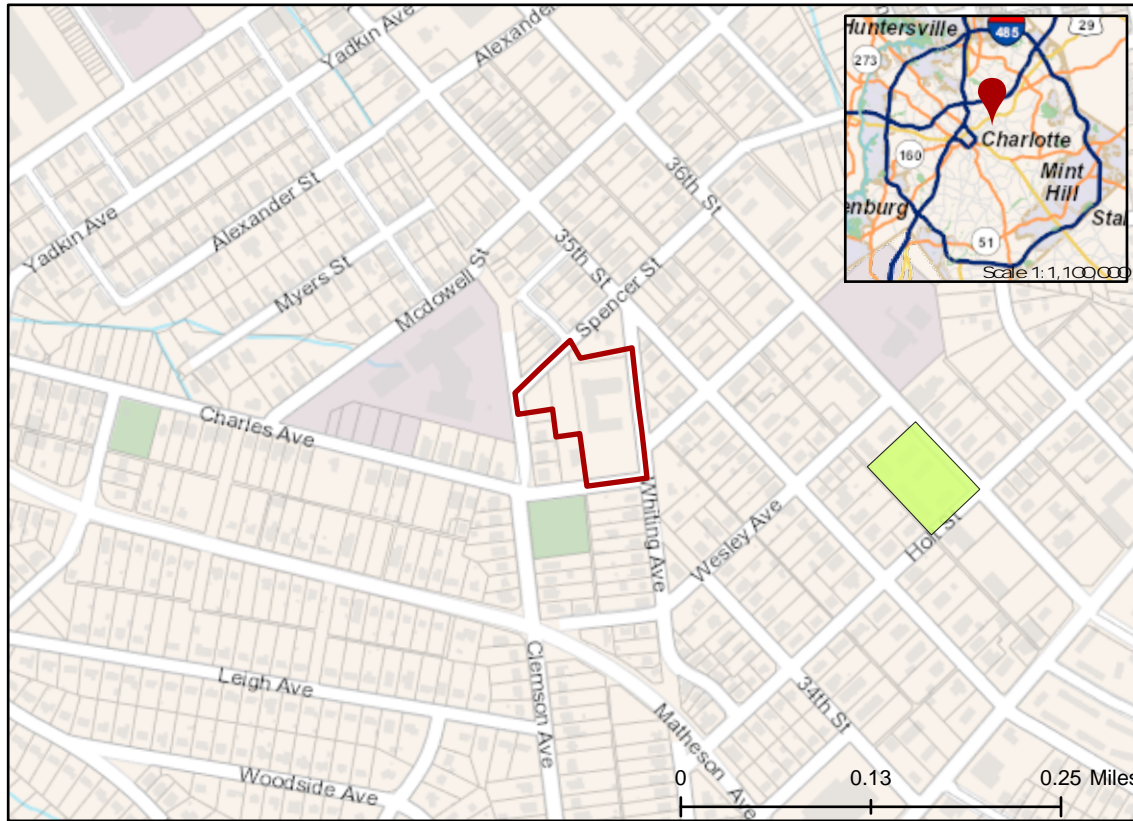 Yadkin Ave
Alexander
Huntersville
485
29
273
Charlotte
160
Mint
Hill
enburg
Stal
51
Scale 1: 1,100,000
36th St
Alexander St
Yadkin Ave
35th St
Myers St
Mcdowell St
Spencer St
Charles Ave
Whiting Ave
Wesley Ave
Holt St
Clemson Ave
Leigh Ave
34th St
Matheson Ave
Woodside Ave
0 0.13 0.25 Miles